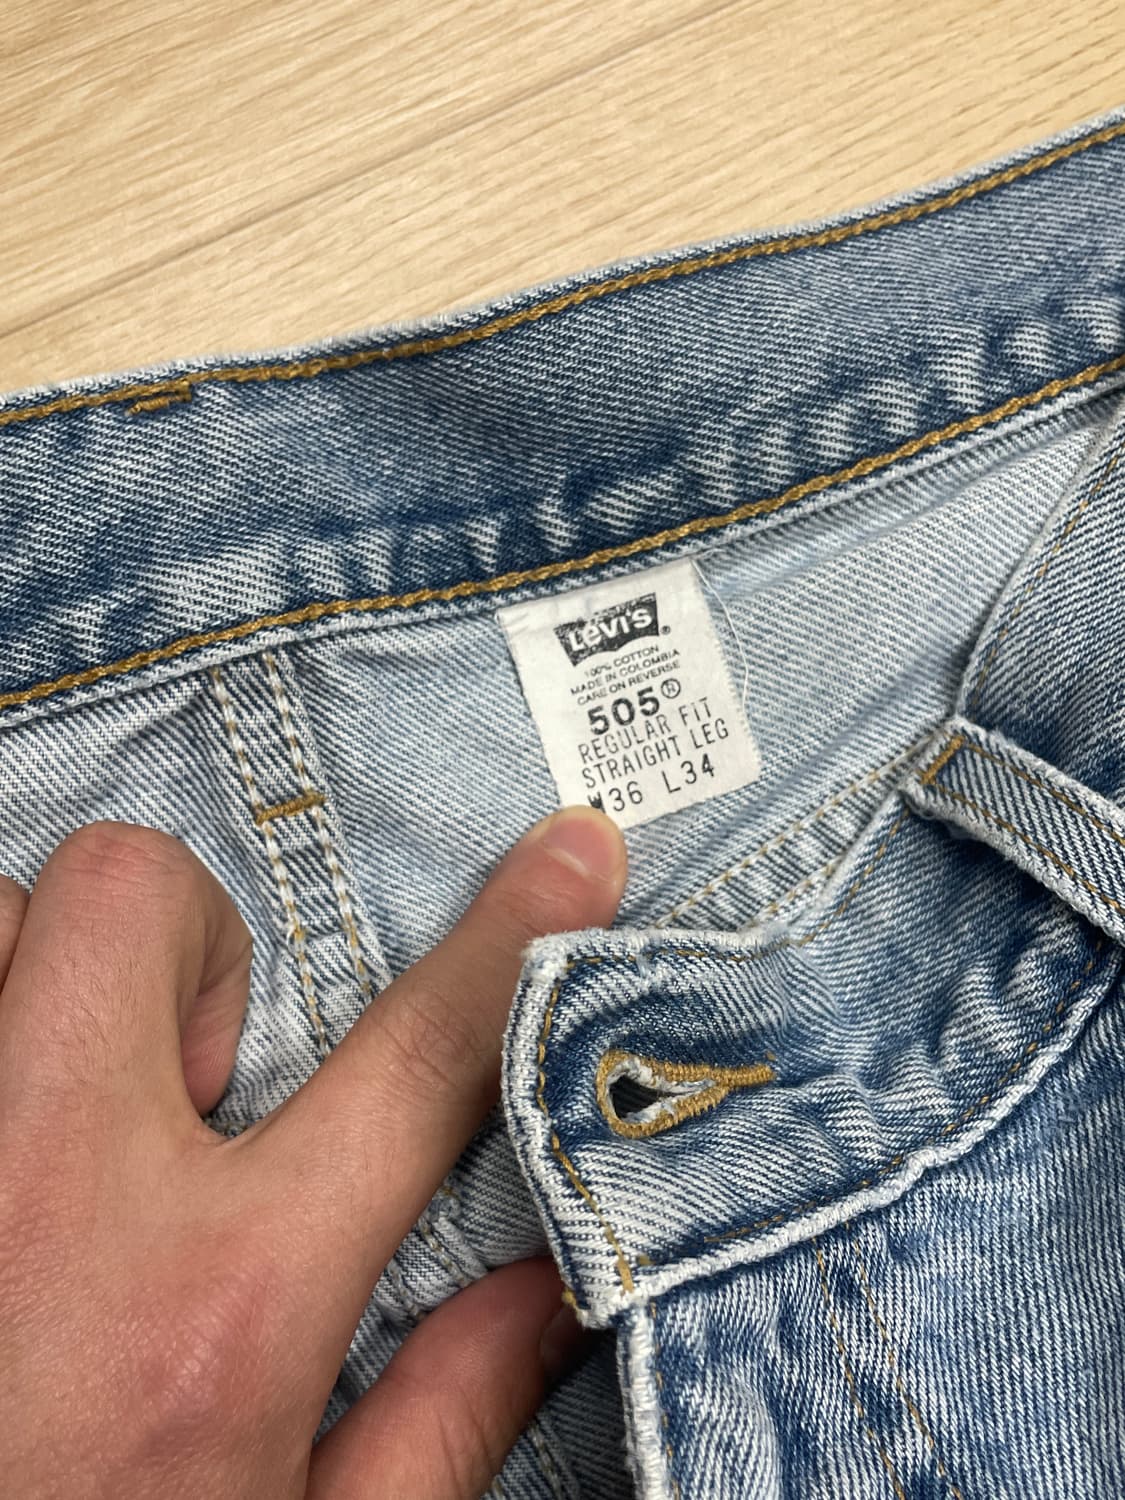 Levi's®
100% COTTON
MADE IN COLOMBIA
CARE ON REVERSE
505®
REGULAR FIT
STRAIGHT LEG
W36 L34